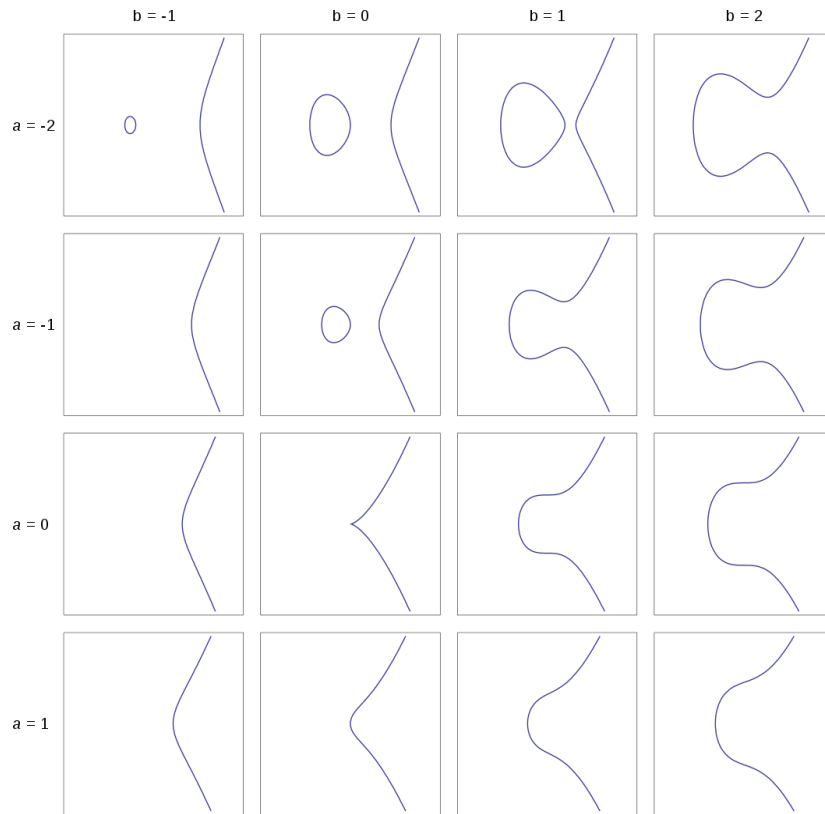 b = -1 b = 0 b = 1 b = 2
a = -2
a = -1
a = 0
a = 1